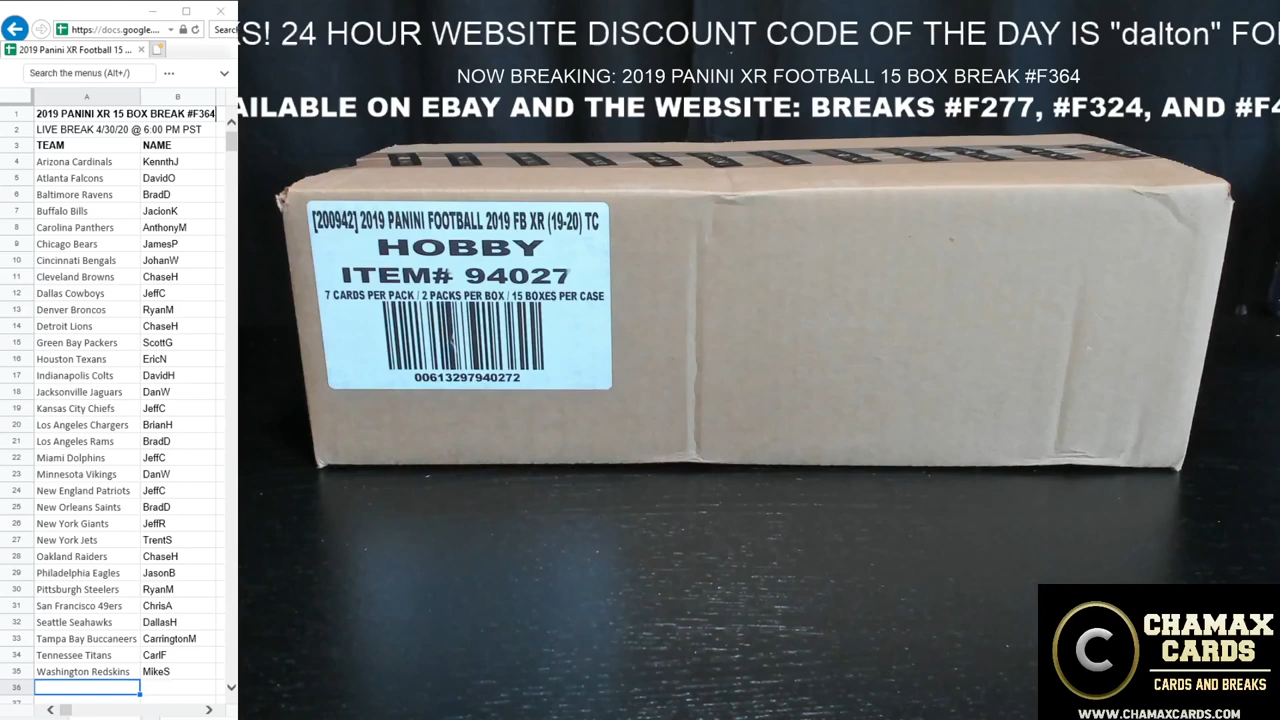 https://docs.google....
Searc
2019 Panini XR Football 15 ...
Search the menus (Alt+/)
A B
1 2019 PANINI XR 15 BOX BREAK #F364
2 LIVE BREAK 4/30/20 @ 6:00 PM PST
3 TEAM NAME
4 Arizona Cardinals KennthJ
5 Atlanta Falcons DavidO
6 Baltimore Ravens BradD
7 Buffalo Bills JacionK
8 Carolina Panthers AnthonyM
9 Chicago Bears JamesP
10 Cincinnati Bengals JohanW
11 Cleveland Browns ChaseH
12 Dallas Cowboys JeffC
13 Denver Broncos RyanM
14 Detroit Lions ChaseH
15 Green Bay Packers ScottG
16 Houston Texans EricN
17 Indianapolis Colts DavidH
18 Jacksonville Jaguars DanW
19 Kansas City Chiefs JeffC
20 Los Angeles Chargers BrianH
21 Los Angeles Rams BradD
22 Miami Dolphins JeffC
23 Minnesota Vikings DanW
24 New England Patriots JeffC
25 New Orleans Saints BradD
26 New York Giants JeffR
27 New York Jets TrentS
28 Oakland Raiders ChaseH
29 Philadelphia Eagles JasonB
30 Pittsburgh Steelers RyanM
31 San Francisco 49ers ChrisA
32 Seattle Seahawks DallasH
33 Tampa Bay Buccaneers CarringtonM
34 Tennessee Titans CarlF
35 Washington Redskins MikeS
36
KS! 24 HOUR WEBSITE DISCOUNT CODE OF THE DAY IS "dalton" FO
NOW BREAKING: 2019 PANINI XR FOOTBALL 15 BOX BREAK #F364
AILABLE ON EBAY AND THE WEBSITE: BREAKS #F277, #F324, AND #F4
[200942] 2019 PANINI FOOTBALL 2019 FB XR (19-20) TC
HOBBY
ITEM# 94027
7 CARDS PER PACK / 2 PACKS PER BOX / 15 BOXES PER CASE
00613297940272
C
CHAMAX
CARDS
CARDS AND BREAKS
WWW.CHAMAXCARDS.COM